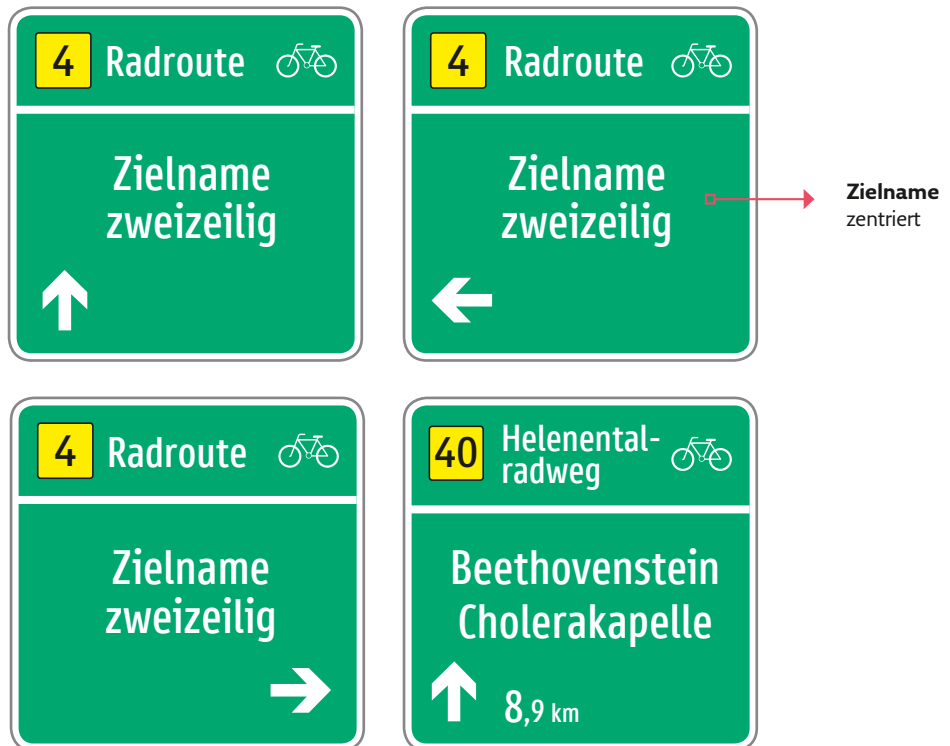 4 Radroute
Zielname
zweizeilig
4 Radroute
Zielname
zweizeilig
Zielname
zentriert
4 Radroute
Zielname
zweizeilig
40 Helenental-
radweg
Beethovenstein
Cholerakapelle
8,9 km